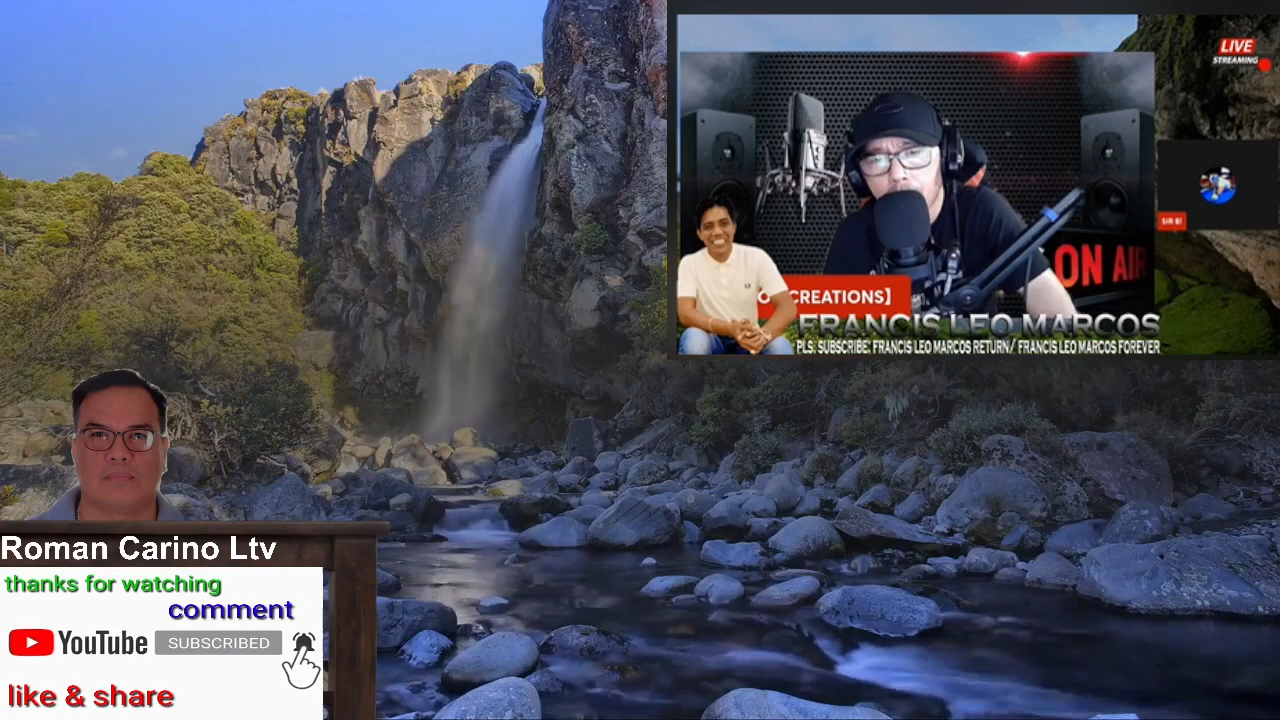 LIVE
STREAMING
SIR B!
CREATIONS】
ON AIR
FRANCIS LEO MARCOS
PLS. SUBSCRIBE: FRANCIS LEO MARCOS RETURN/ FRANCIS LEO MARCOS FOREVER
Roman Carino Ltv
thanks for watching
comment
YouTube SUBSCRIBED
like & share